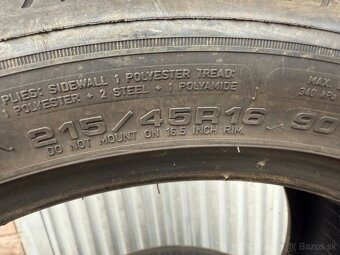 PLIES: SIDEWALL 1 POLYESTER TREAD:
1 POLYESTER + 2 STEEL + 1 POLYAMIDE
MAX.
340 KPA
215/45R16 90
DO NOT MOUNT ON 16.5 INCH RIM.
Bazos.sk